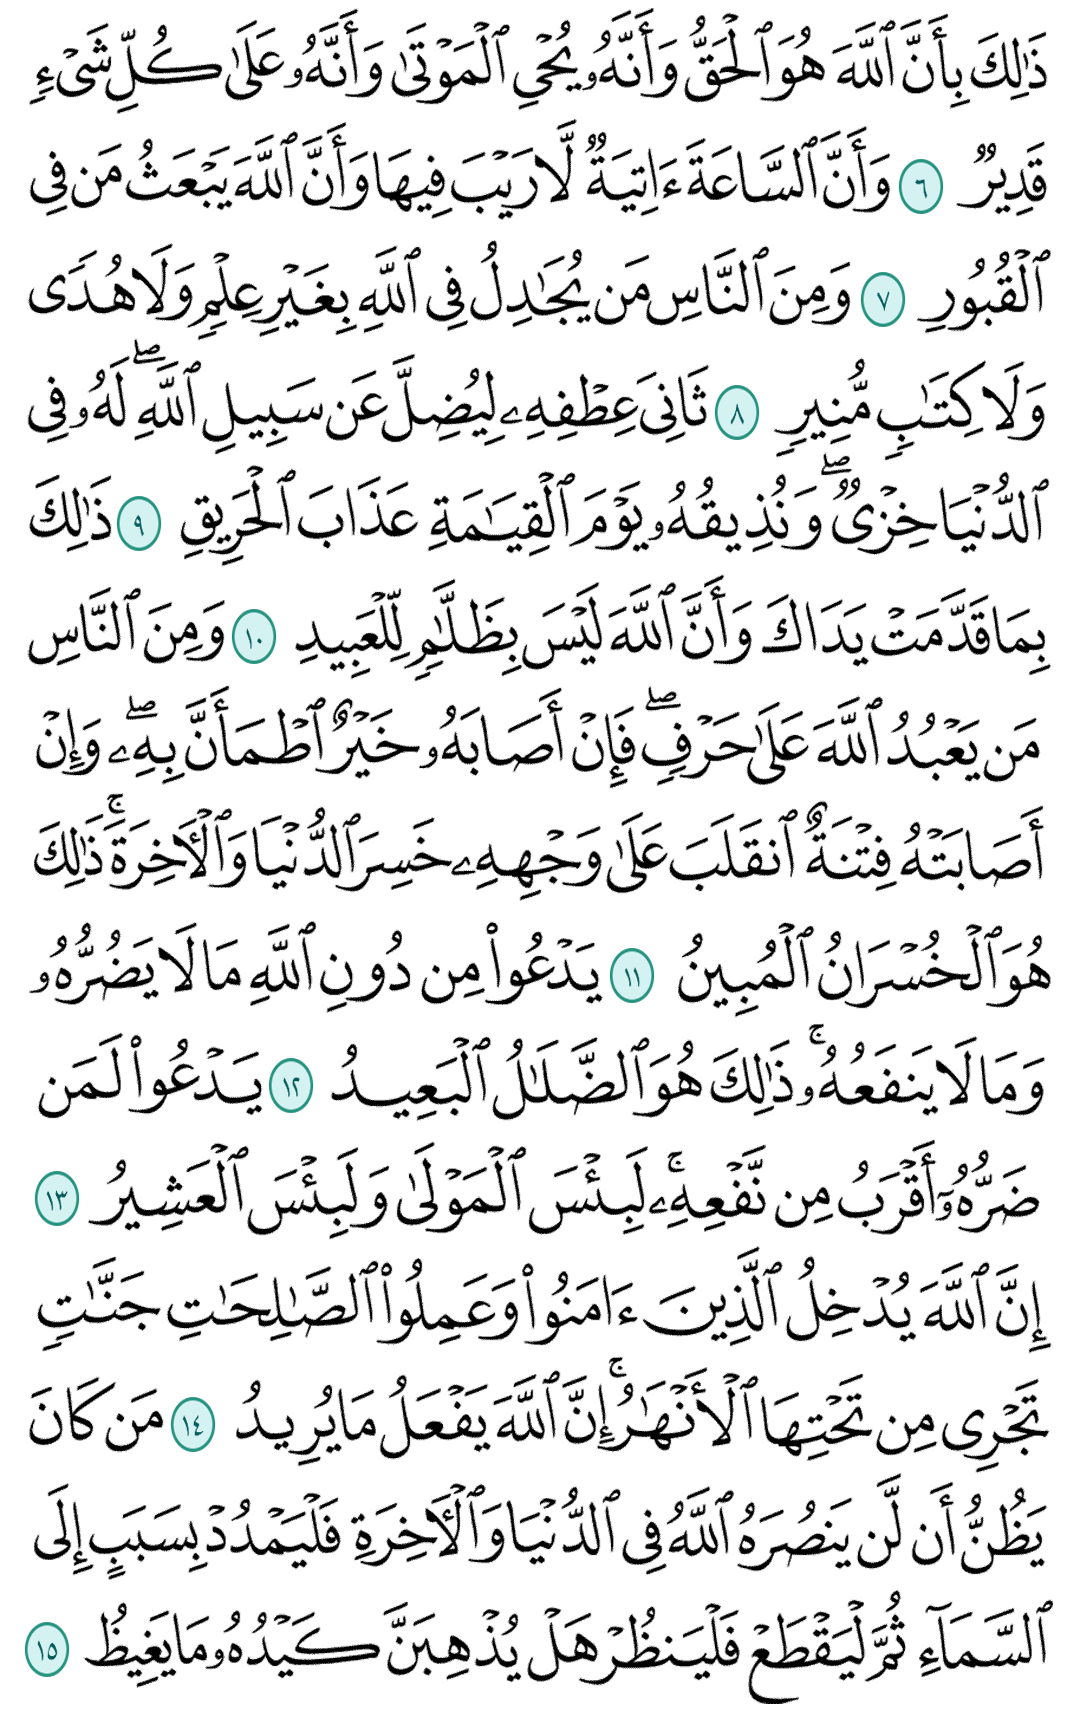 ذَٰلِكَ بِأَنَّ ٱللَّهَ هُوَ ٱلْحَقُّ وَأَنَّهُۥ يُحْيِ ٱلْمَوْتَىٰ وَأَنَّهُۥ عَلَىٰ كُلِّ شَىْءٍ
قَدِيرٌ ٦ وَأَنَّ ٱلسَّاعَةَ ءَاتِيَةٌ لَّا رَيْبَ فِيهَا وَأَنَّ ٱللَّهَ يَبْعَثُ مَن فِى
ٱلْقُبُورِ ٧ وَمِنَ ٱلنَّاسِ مَن يُجَٰدِلُ فِى ٱللَّهِ بِغَيْرِ عِلْمٍ وَلَا هُدًى
وَلَا كِتَٰبٍ مُّنِيرٍ ٨ ثَانِىَ عِطْفِهِۦ لِيُضِلَّ عَن سَبِيلِ ٱللَّهِ ۖ لَهُۥ فِى
ٱلدُّنْيَا خِزْىٌ ۖ وَنُذِيقُهُۥ يَوْمَ ٱلْقِيَٰمَةِ عَذَابَ ٱلْحَرِيقِ ٩ ذَٰلِكَ
بِمَا قَدَّمَتْ يَدَاكَ وَأَنَّ ٱللَّهَ لَيْسَ بِظَلَّٰمٍ لِّلْعَبِيدِ ١٠ وَمِنَ ٱلنَّاسِ
مَن يَعْبُدُ ٱللَّهَ عَلَىٰ حَرْفٍ ۖ فَإِنْ أَصَابَهُۥ خَيْرٌ ٱطْمَأَنَّ بِهِۦ ۖ وَإِنْ
أَصَابَتْهُ فِتْنَةٌ ٱنقَلَبَ عَلَىٰ وَجْهِهِۦ خَسِرَ ٱلدُّنْيَا وَٱلْأَخِرَةَ ۚ ذَٰلِكَ
هُوَ ٱلْخُسْرَانُ ٱلْمُبِينُ ١١ يَدْعُوا۟ مِن دُونِ ٱللَّهِ مَا لَا يَضُرُّهُۥ
وَمَا لَا يَنفَعُهُۥ ۚ ذَٰلِكَ هُوَ ٱلضَّلَٰلُ ٱلْبَعِيدُ ١٢ يَدْعُوا۟ لَمَن
ضَرُّهُۥٓ أَقْرَبُ مِن نَّفْعِهِۦ ۚ لَبِئْسَ ٱلْمَوْلَىٰ وَلَبِئْسَ ٱلْعَشِيرُ ١٣
إِنَّ ٱللَّهَ يُدْخِلُ ٱلَّذِينَ ءَامَنُوا۟ وَعَمِلُوا۟ ٱلصَّٰلِحَٰتِ جَنَّٰتٍ
تَجْرِى مِن تَحْتِهَا ٱلْأَنْهَٰرُ ۚ إِنَّ ٱللَّهَ يَفْعَلُ مَا يُرِيدُ ١٤ مَن كَانَ
يَظُنُّ أَن لَّن يَنصُرَهُ ٱللَّهُ فِى ٱلدُّنْيَا وَٱلْأَخِرَةِ فَلْيَمْدُدْ بِسَبَبٍ إِلَى
ٱلسَّمَآءِ ثُمَّ لْيَقْطَعْ فَلْيَنظُرْ هَلْ يُذْهِبَنَّ كَيْدُهُۥ مَا يَغِيظُ ١٥